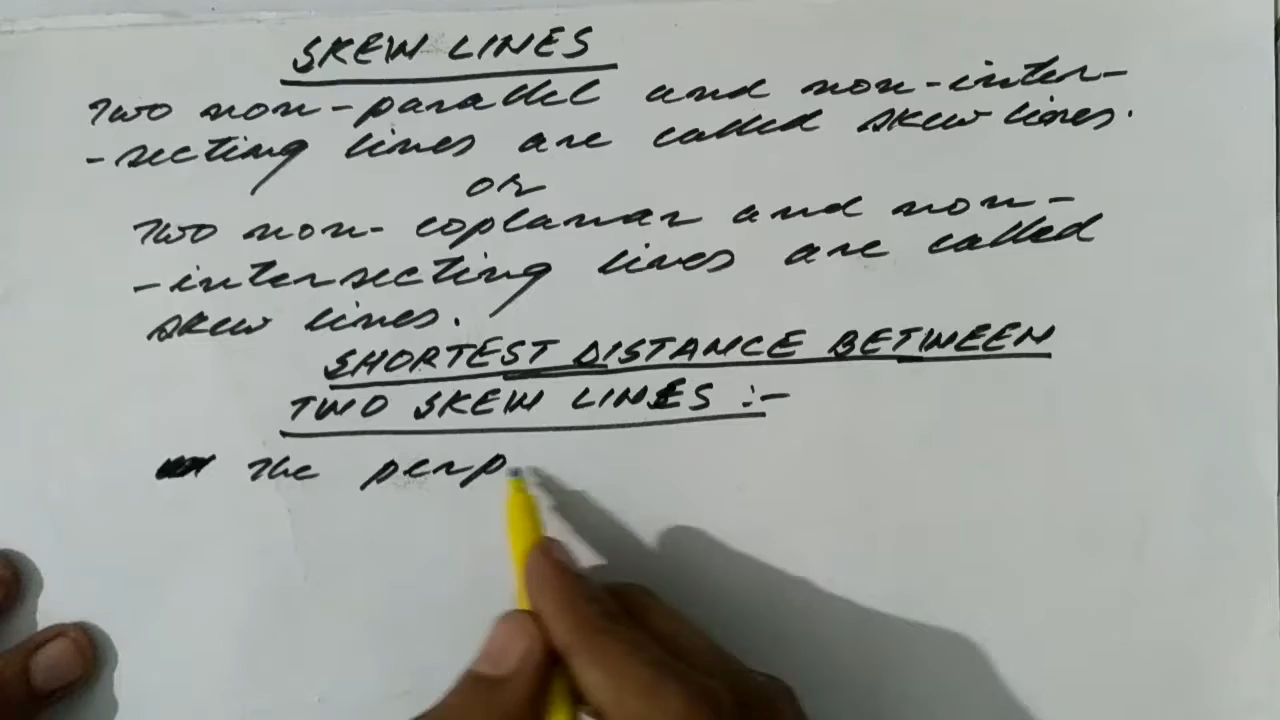 SKEW LINES
Two non-parallel and non-inter-
-secting lines are called skew lines.
or
Two non-coplanar and non-
-intersecting lines are called
skew lines.
SHORTEST DISTANCE BETWEEN
TWO SKEW LINES :-
The perp